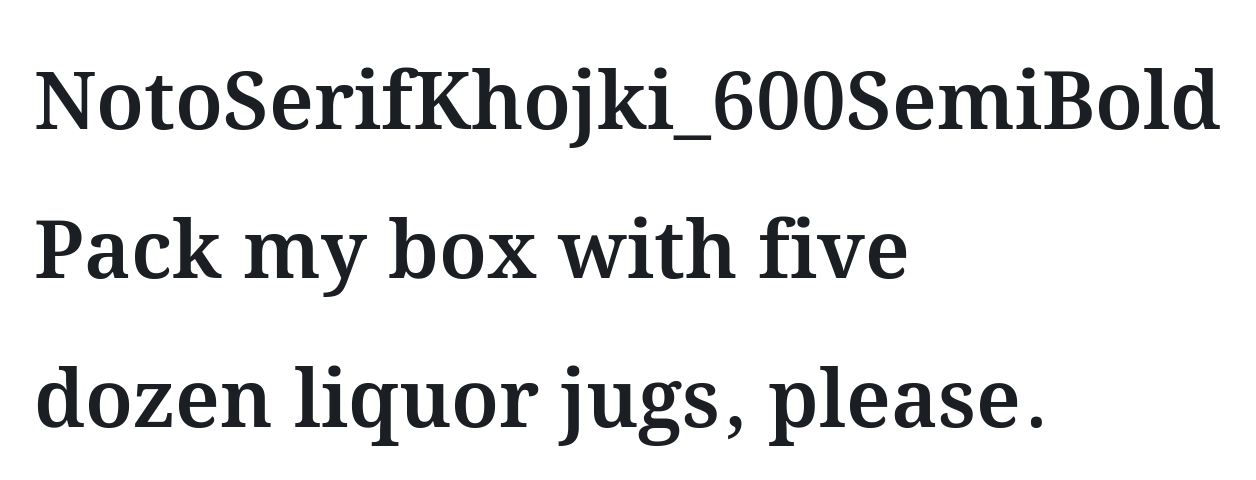 NotoSerifKhojki_600SemiBold
Pack my box with five
dozen liquor jugs, please.